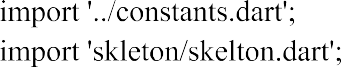 import '../constants.dart';
import 'skleton/skelton.dart';